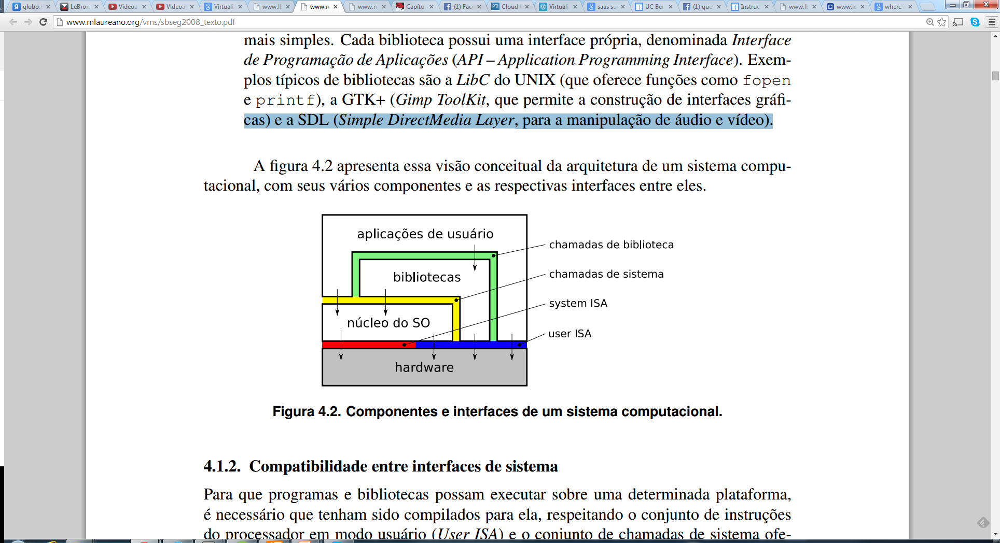 globo.
LeBron
Videoa
Videoa
Virtuali
www.ll
www.n
www.n
Capítul
(1) Fac
Cloud
Virtuali
saas so
UC Ber
(1) que
Instruc
www.ll
www.ic
where
www.mlaureano.org/vms/sbseg2008_texto.pdf
mais simples. Cada biblioteca possui uma interface própria, denominada Interface
de Programação de Aplicações (API – Application Programming Interface). Exem-
plos típicos de bibliotecas são a LibC do UNIX (que oferece funções como fopen
e printf), a GTK+ (Gimp ToolKit, que permite a construção de interfaces gráfi-
cas) e a SDL (Simple DirectMedia Layer, para a manipulação de áudio e vídeo).
A figura 4.2 apresenta essa visão conceitual da arquitetura de um sistema compu-
tacional, com seus vários componentes e as respectivas interfaces entre eles.
aplicações de usuário
chamadas de biblioteca
bibliotecas
chamadas de sistema
system ISA
núcleo do SO
user ISA
hardware
Figura 4.2. Componentes e interfaces de um sistema computacional.
4.1.2. Compatibilidade entre interfaces de sistema
Para que programas e bibliotecas possam executar sobre uma determinada plataforma,
é necessário que tenham sido compilados para ela, respeitando o conjunto de instruções
do processador em modo usuário (User ISA) e o conjunto de chamadas de sistema ofe-